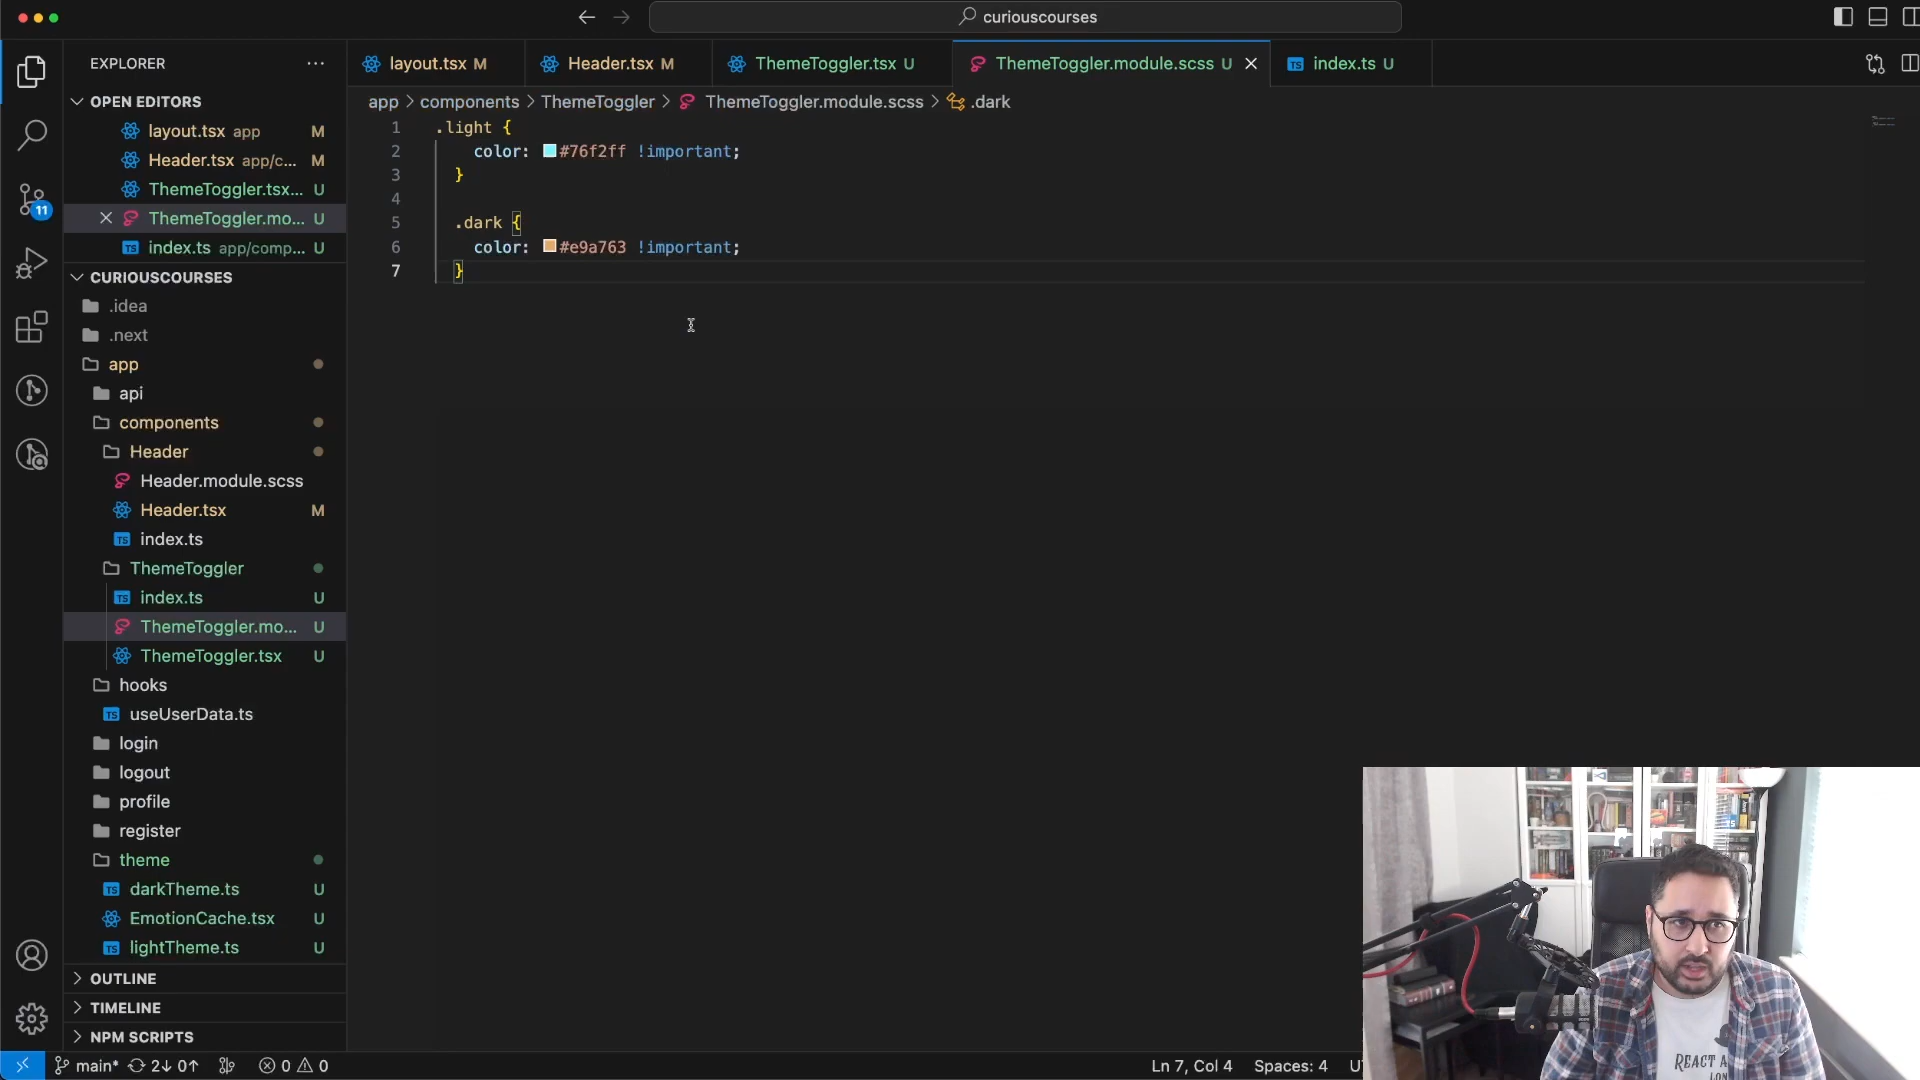 curiouscourses
EXPLORER
layout.tsx M
Header.tsx M
ThemeToggler.tsx U
ThemeToggler.module.scss U
index.ts U
OPEN EDITORS
layout.tsx app M
Header.tsx app/c... M
ThemeToggler.tsx... U
ThemeToggler.mo... U
index.ts app/comp... U
CURIOUSCOURSES
.idea
.next
app
api
components
Header
Header.module.scss
Header.tsx M
index.ts
ThemeToggler
index.ts U
ThemeToggler.mo... U
ThemeToggler.tsx U
hooks
useUserData.ts
login
logout
profile
register
theme
darkTheme.ts U
EmotionCache.tsx U
lightTheme.ts U
OUTLINE
TIMELINE
NPM SCRIPTS
11
app > components > ThemeToggler > ThemeToggler.module.scss > .dark
1 .light {
2 color: #76f2ff !important;
3 }
4
5 .dark {
6 color: #e9a763 !important;
7 }
main* 2↓ 0↑ 0 0
Ln 7, Col 4 Spaces: 4
REACT A
LON